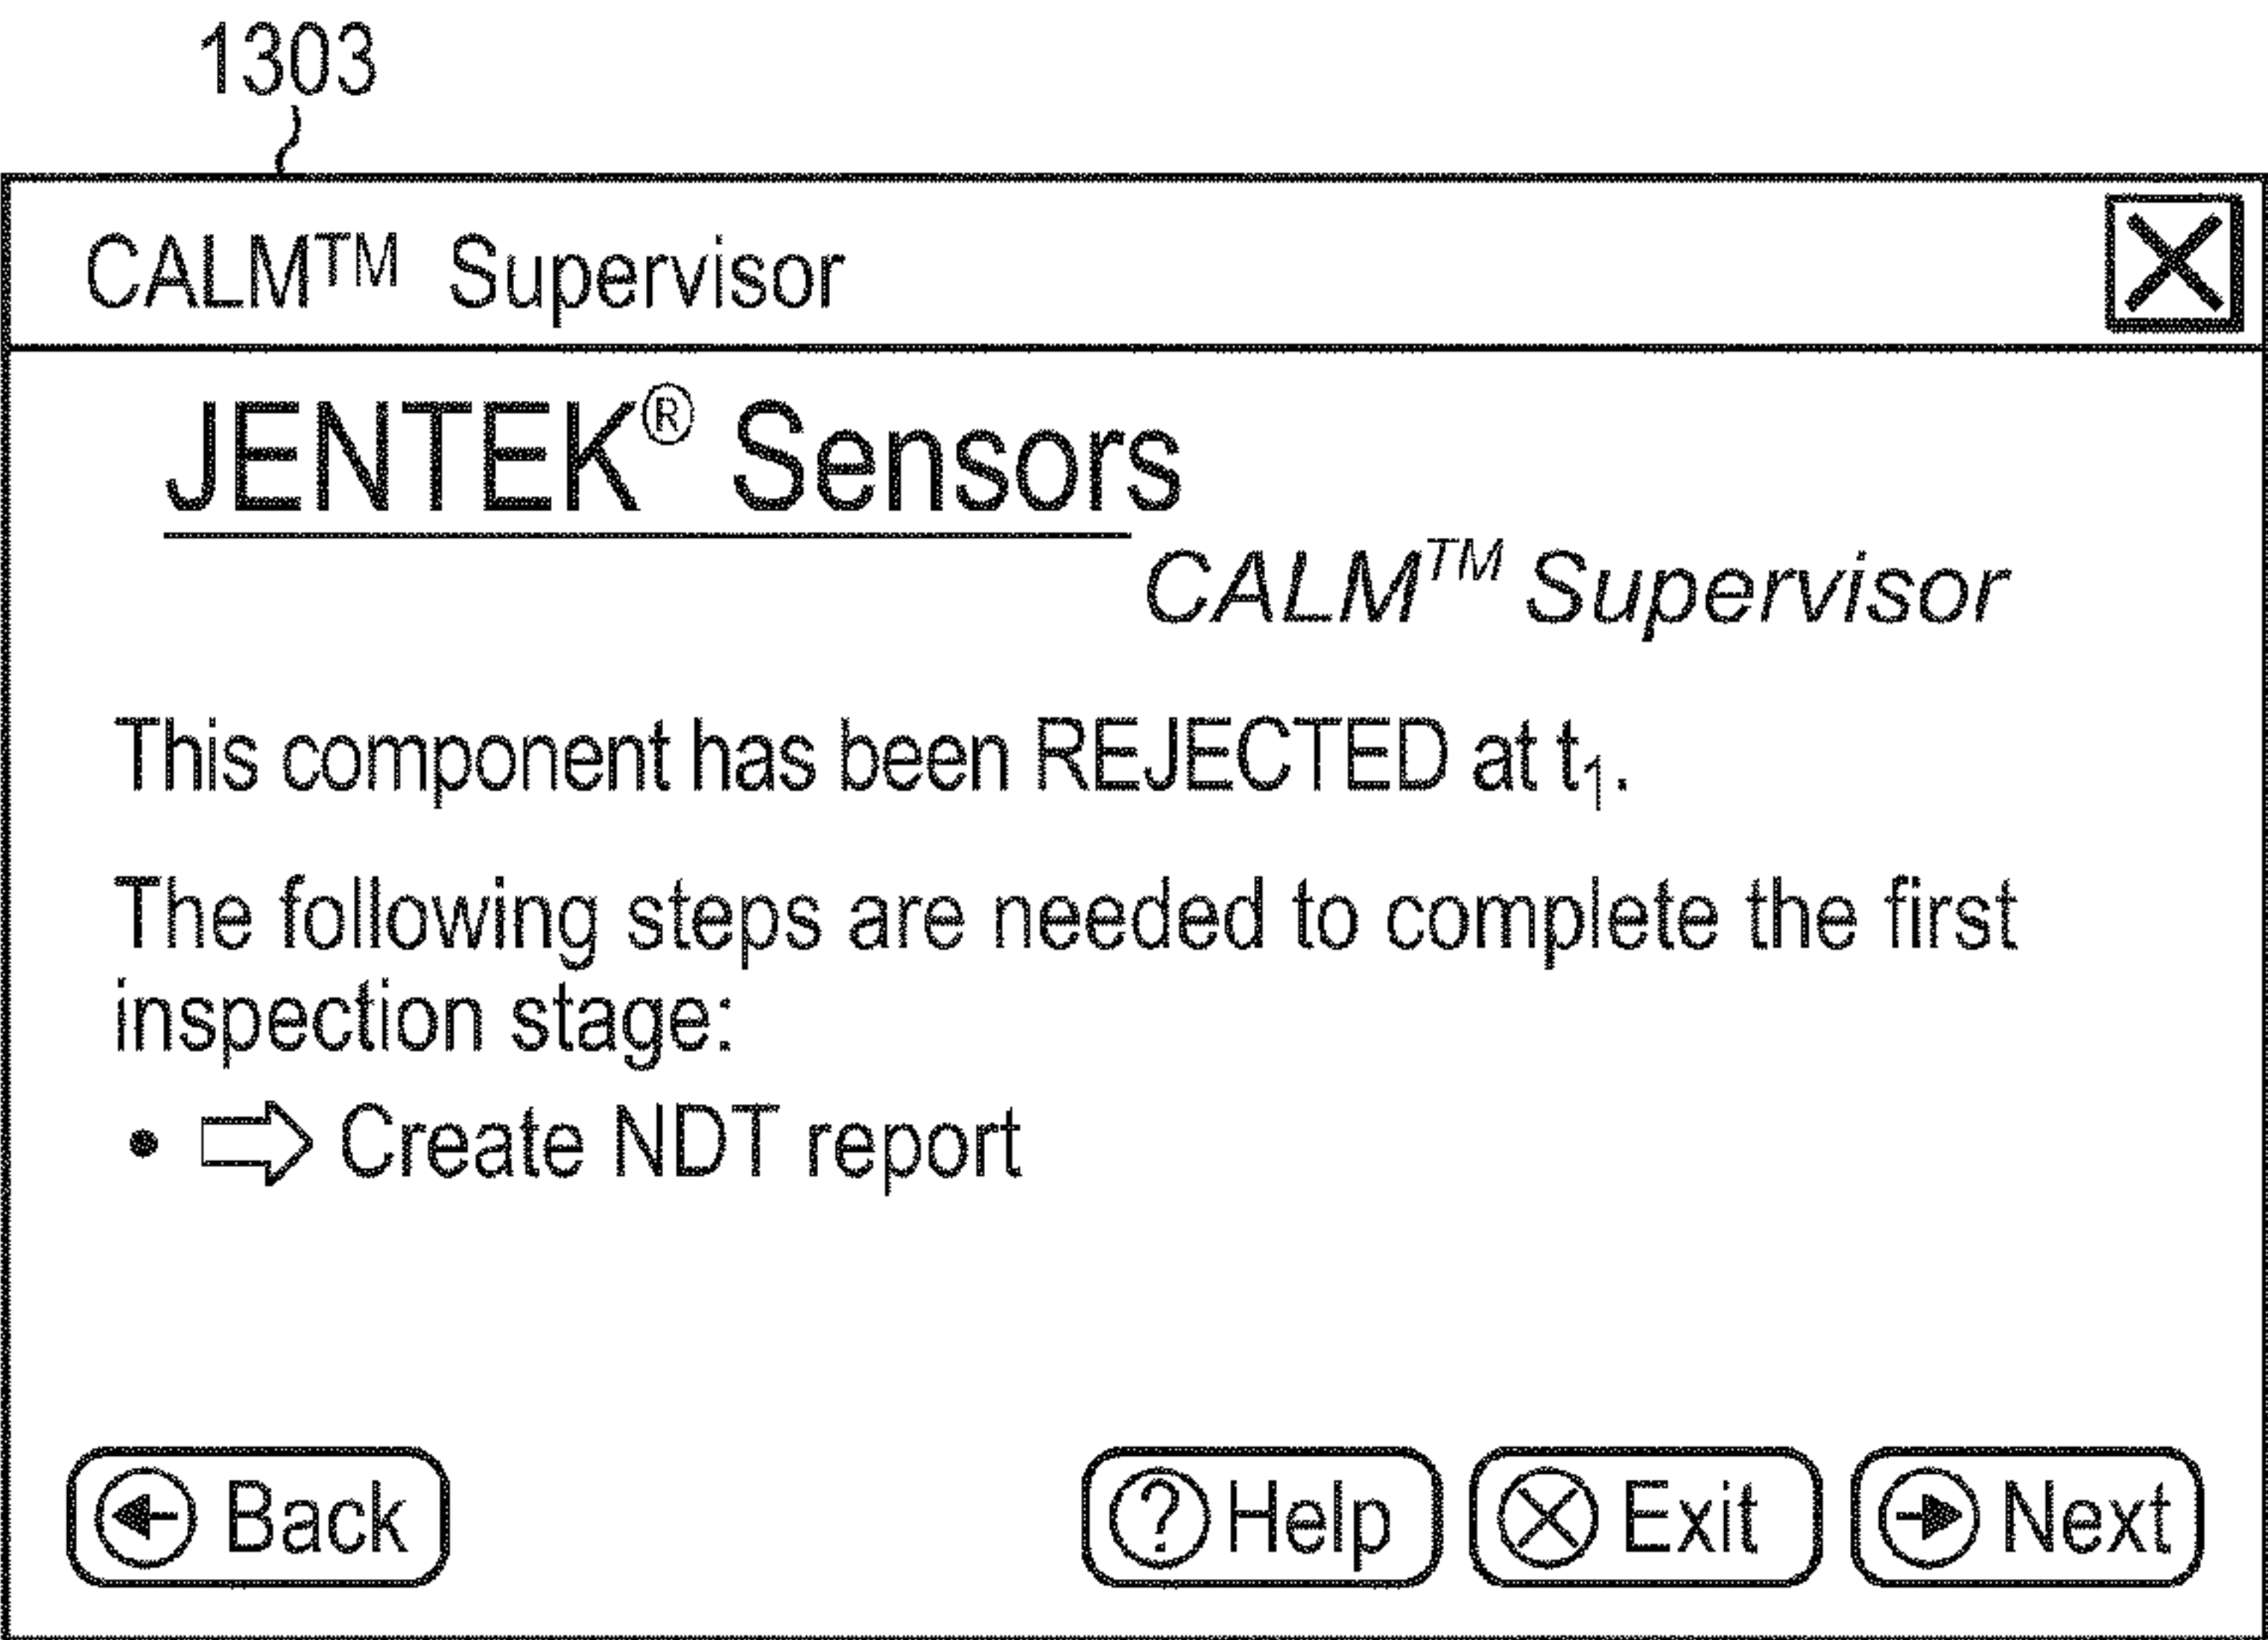 1303
CALM™ Supervisor
JENTEK® Sensors
CALM™ Supervisor
This component has been REJECTED at t₁.
The following steps are needed to complete the first
inspection stage:
• ⇨ Create NDT report
Back
? Help
Exit
Next